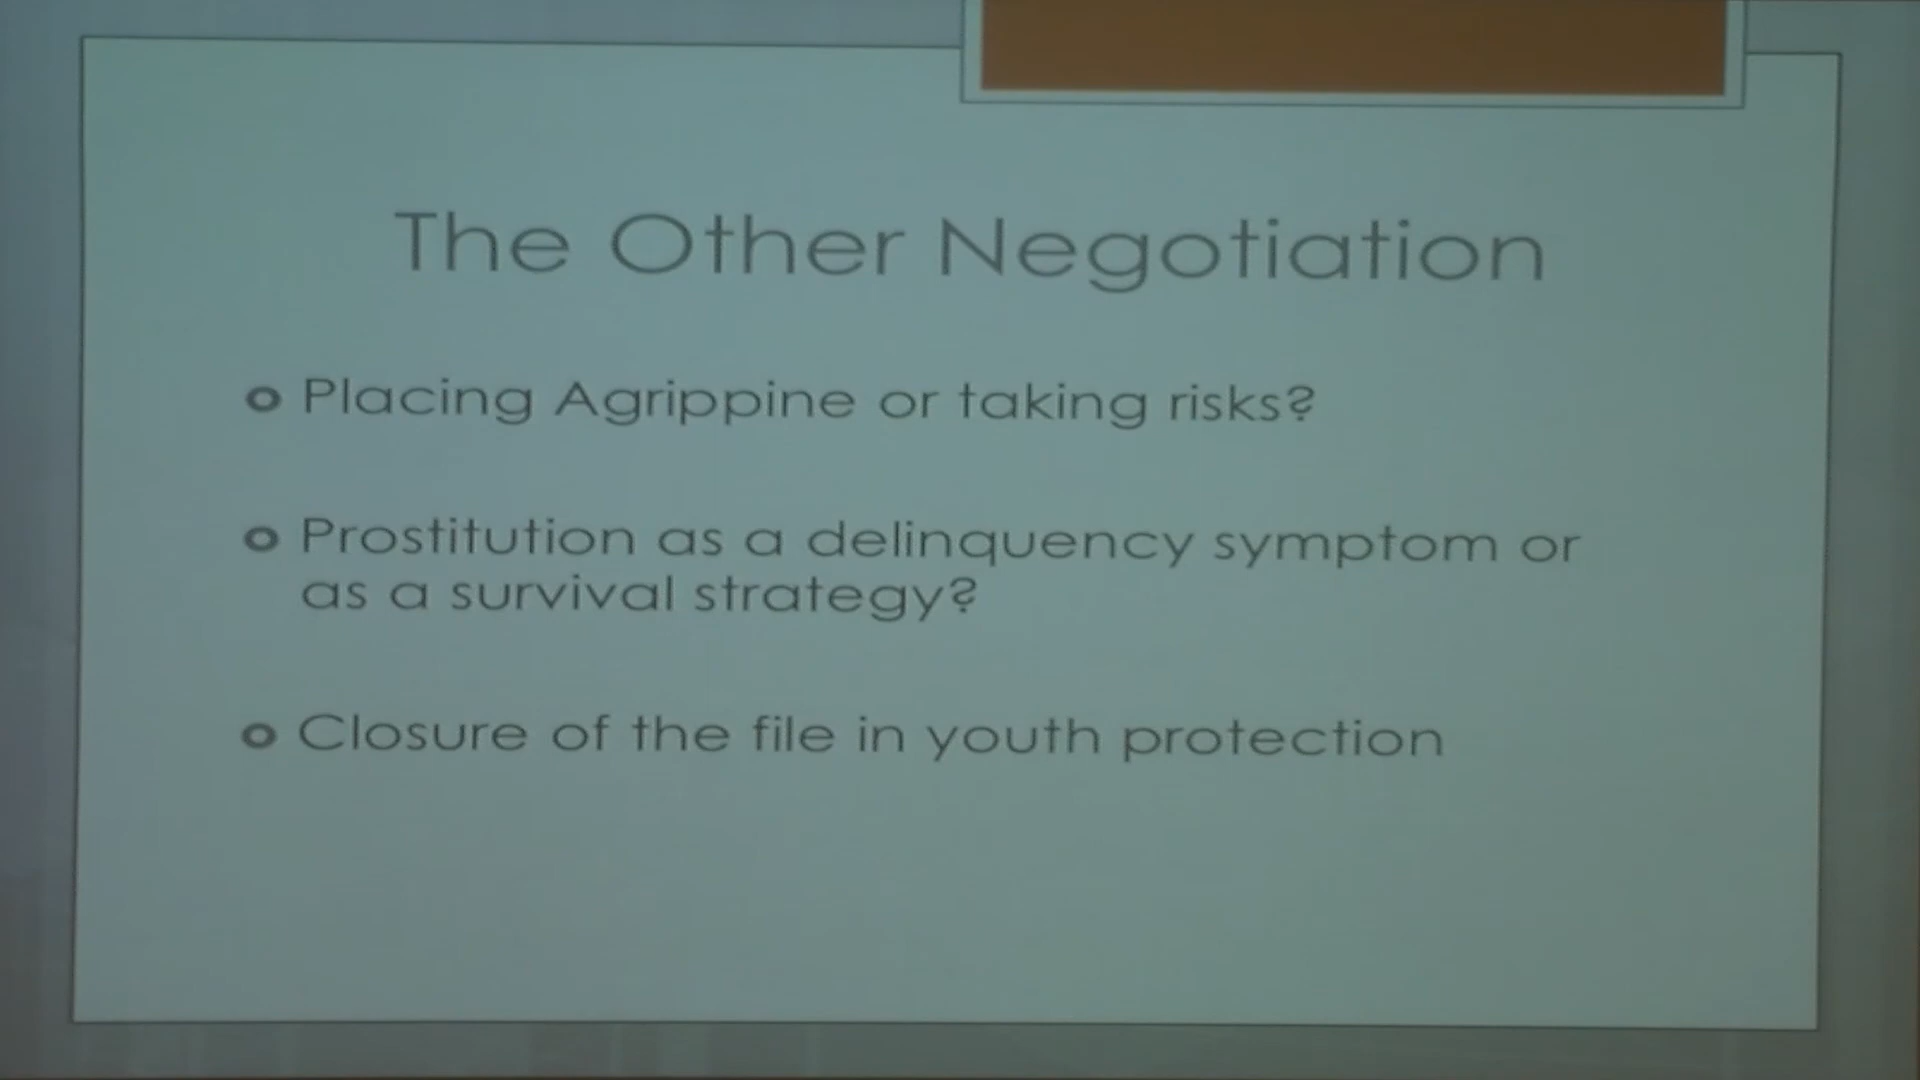 The Other Negotiation
Placing Agrippine or taking risks?
Prostitution as a delinquency symptom or
as a survival strategy?
Closure of the file in youth protection